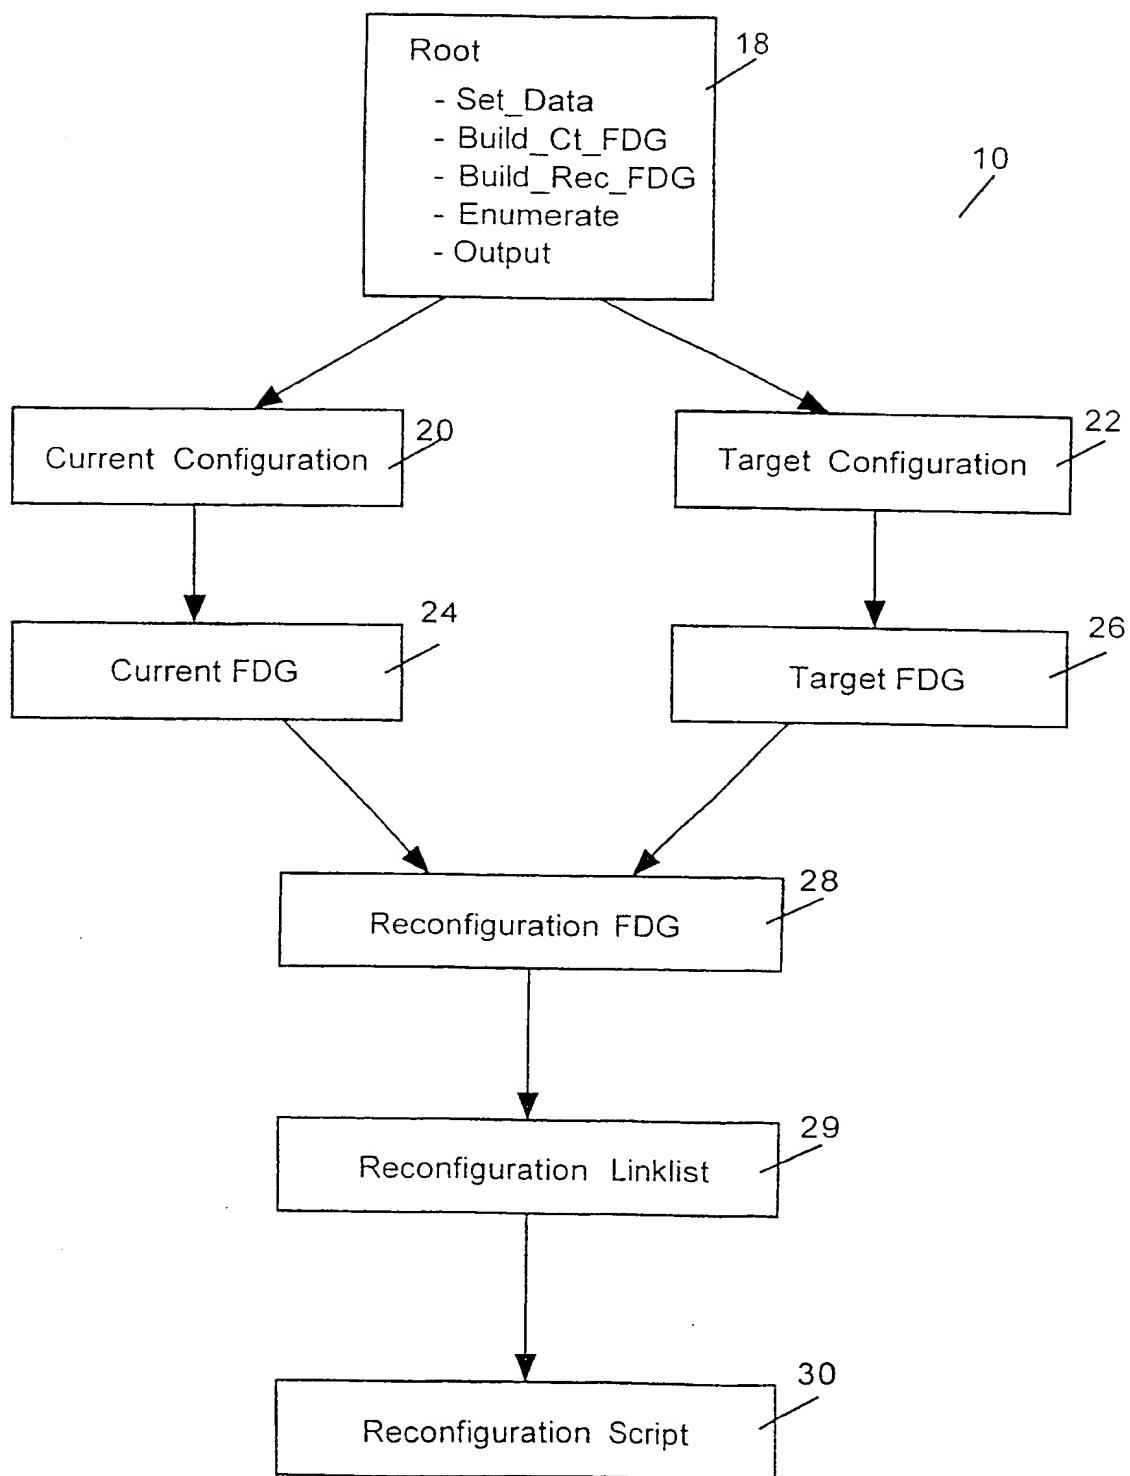 Root
- Set_Data
- Build_Ct_FDG
- Build_Rec_FDG
- Enumerate
- Output
18
10
Current Configuration
20
Target Configuration
22
Current FDG
24
Target FDG
26
Reconfiguration FDG
28
Reconfiguration Linklist
29
Reconfiguration Script
30